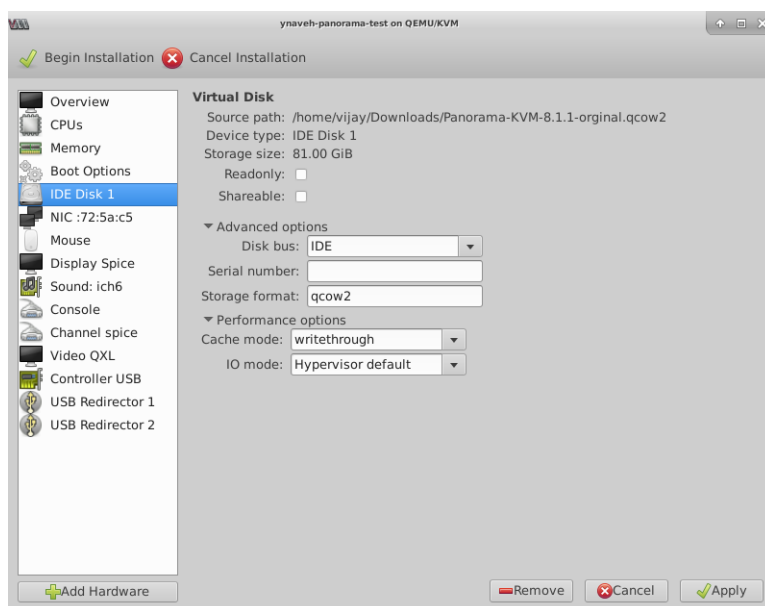 ynaveh-panorama-test on QEMU/KVM
Begin Installation Cancel Installation
Overview
CPUs
Memory
Boot Options
IDE Disk 1
NIC :72:5a:c5
Mouse
Display Spice
Sound: ich6
Console
Channel spice
Video QXL
Controller USB
USB Redirector 1
USB Redirector 2
Add Hardware
Virtual Disk
Source path: /home/vijay/Downloads/Panorama-KVM-8.1.1-orginal.qcow2
Device type: IDE Disk 1
Storage size: 81.00 GiB
Readonly:
Shareable:
Advanced options
Disk bus: IDE
Serial number:
Storage format: qcow2
Performance options
Cache mode: writethrough
IO mode: Hypervisor default
Remove Cancel Apply